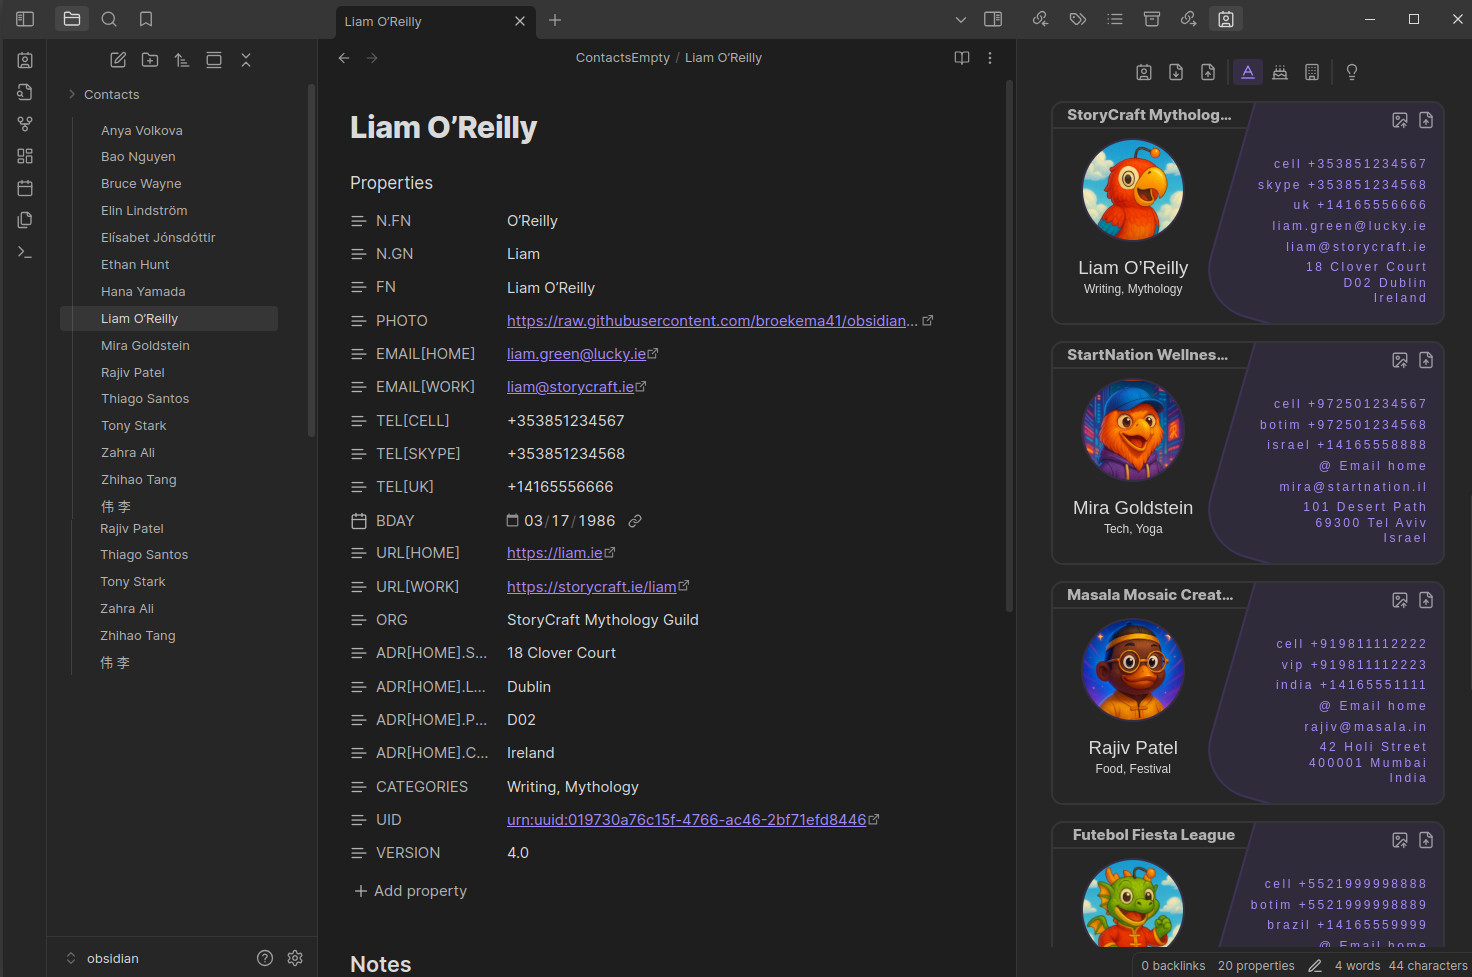 Liam O’Reilly
Contacts
Anya Volkova
Bao Nguyen
Bruce Wayne
Elin Lindström
Elísabet Jónsdóttir
Ethan Hunt
Hana Yamada
Liam O’Reilly
Mira Goldstein
Rajiv Patel
Thiago Santos
Tony Stark
Zahra Ali
Zhihao Tang
伟 李
Rajiv Patel
Thiago Santos
Tony Stark
Zahra Ali
Zhihao Tang
伟 李
obsidian
ContactsEmpty / Liam O’Reilly
Liam O’Reilly
Properties
N.FN O’Reilly
N.GN Liam
FN Liam O’Reilly
PHOTO https://raw.githubusercontent.com/broekema41/obsidian...
EMAIL[HOME] liam.green@lucky.ie
EMAIL[WORK] liam@storycraft.ie
TEL[CELL] +353851234567
TEL[SKYPE] +353851234568
TEL[UK] +14165556666
BDAY 03/17/1986
URL[HOME] https://liam.ie
URL[WORK] https://storycraft.ie/liam
ORG StoryCraft Mythology Guild
ADR[HOME].S... 18 Clover Court
ADR[HOME].L... Dublin
ADR[HOME].P... D02
ADR[HOME].C... Ireland
CATEGORIES Writing, Mythology
UID urn:uuid:019730a76c15f-4766-ac46-2bf71efd8446
VERSION 4.0
Add property
Notes
StoryCraft Mytholog...
Liam O’Reilly
Writing, Mythology
cell +353851234567
skype +353851234568
uk +14165556666
liam.green@lucky.ie
liam@storycraft.ie
18 Clover Court
D02 Dublin
Ireland
StartNation Wellnes...
Mira Goldstein
Tech, Yoga
cell +972501234567
botim +972501234568
israel +14165558888
@ Email home
mira@startnation.il
101 Desert Path
69300 Tel Aviv
Israel
Masala Mosaic Creat...
Rajiv Patel
Food, Festival
cell +919811112222
vip +919811112223
india +14165551111
@ Email home
rajiv@masala.in
42 Holi Street
400001 Mumbai
India
Futebol Fiesta League
cell +5521999998888
botim +5521999998889
brazil +14165559999
@ Email home
0 backlinks 20 properties 4 words 44 characters